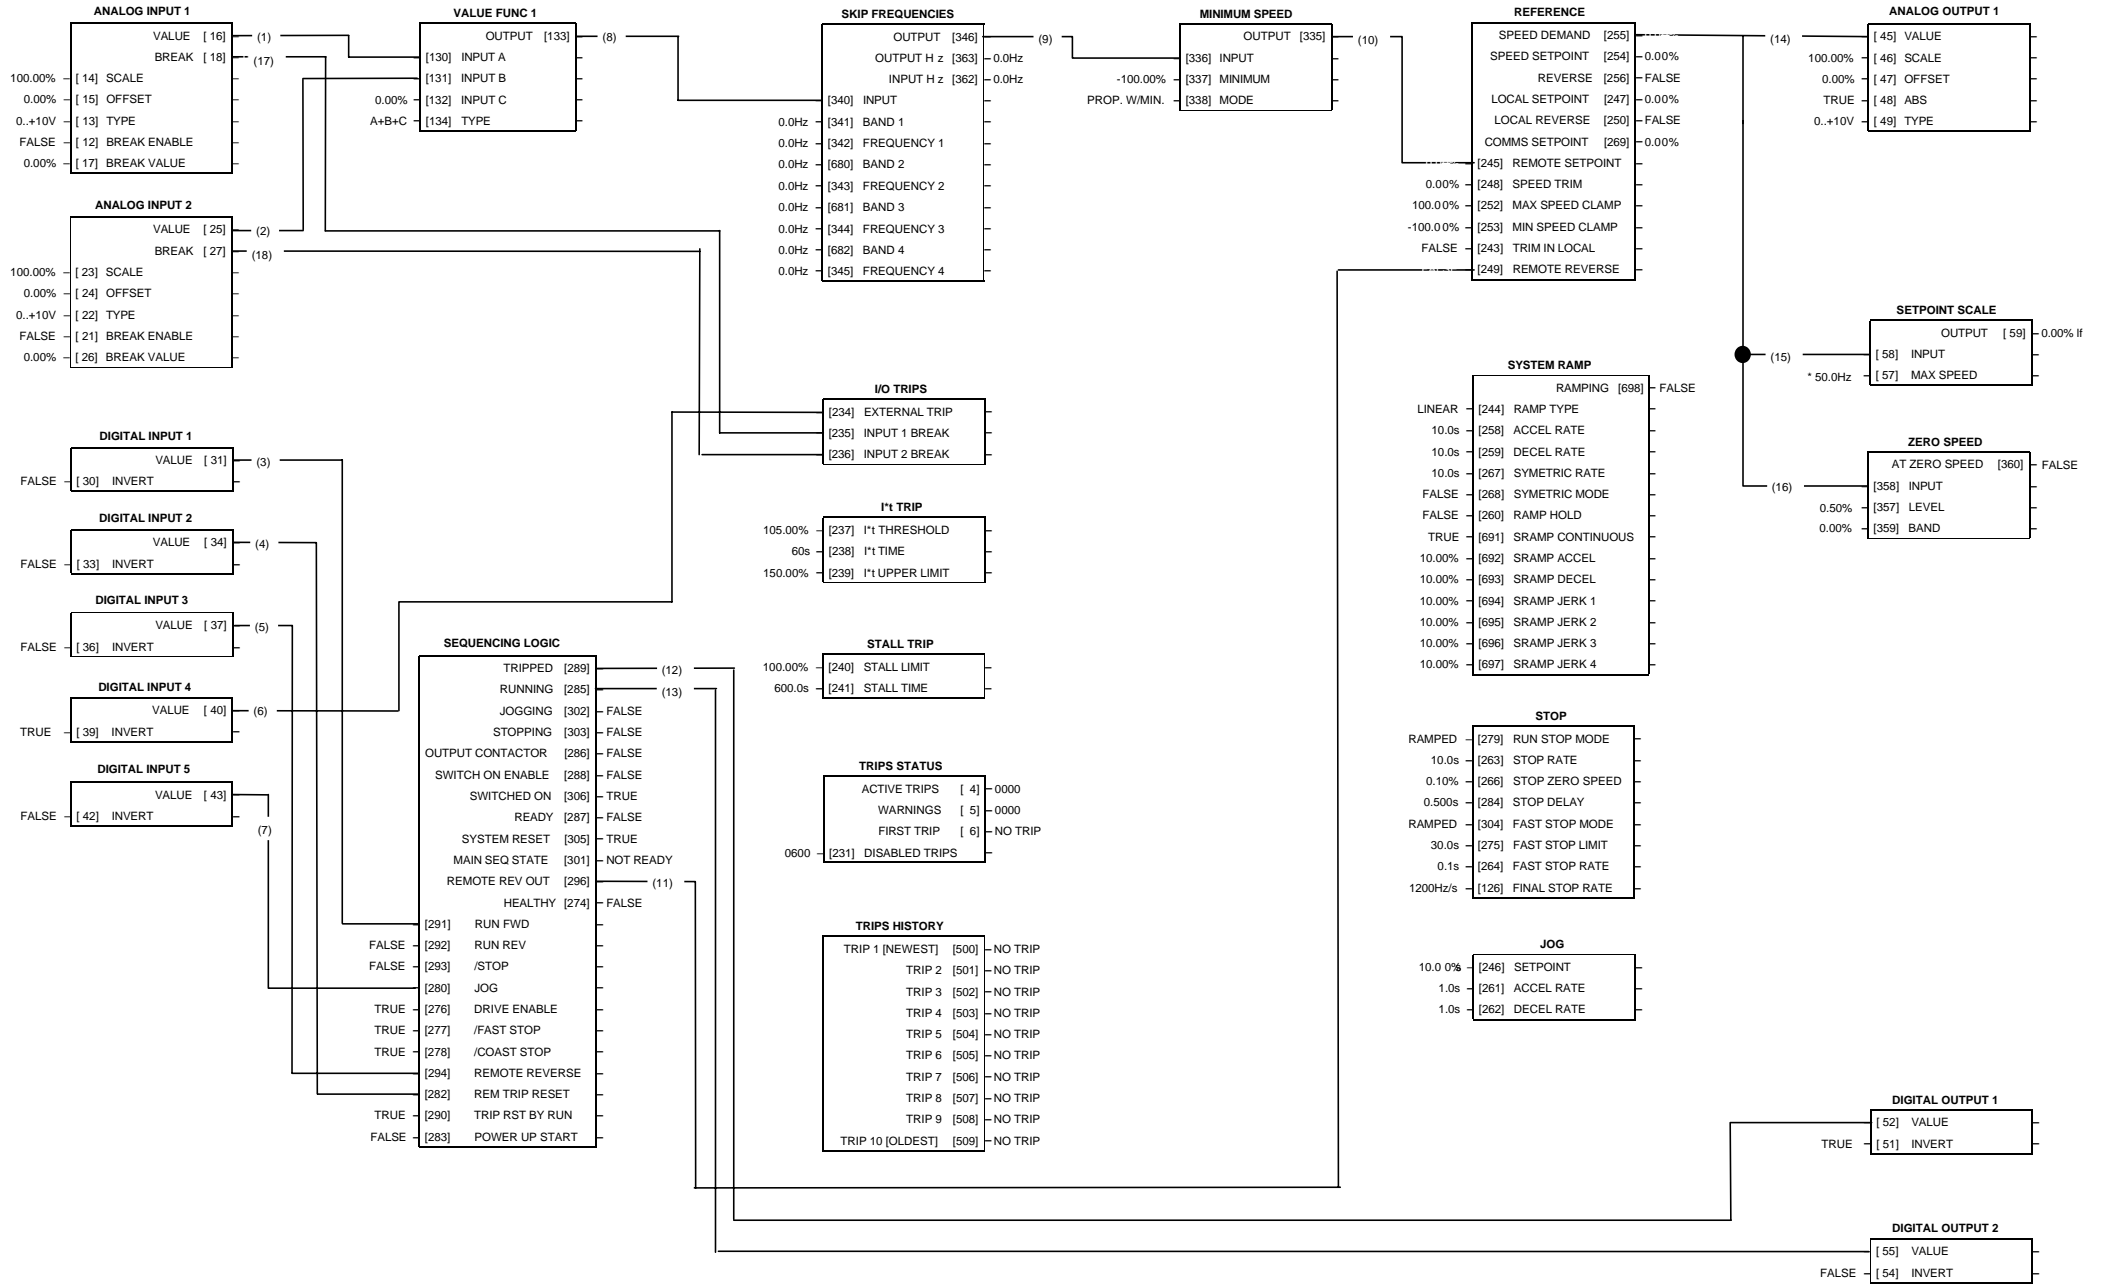 ANALOG INPUT 1
VALUE [ 16] (1)
BREAK [ 18] (17)
100.00% [ 14] SCALE
0.00% [ 15] OFFSET
0..+10V [ 13] TYPE
FALSE [ 12] BREAK ENABLE
0.00% [ 17] BREAK VALUE
ANALOG INPUT 2
VALUE [ 25] (2)
BREAK [ 27] (18)
100.00% [ 23] SCALE
0.00% [ 24] OFFSET
0..+10V [ 22] TYPE
FALSE [ 21] BREAK ENABLE
0.00% [ 26] BREAK VALUE
DIGITAL INPUT 1
VALUE [ 31] (3)
FALSE [ 30] INVERT
DIGITAL INPUT 2
VALUE [ 34] (4)
FALSE [ 33] INVERT
DIGITAL INPUT 3
VALUE [ 37] (5)
FALSE [ 36] INVERT
DIGITAL INPUT 4
VALUE [ 40] (6)
TRUE [ 39] INVERT
DIGITAL INPUT 5
VALUE [ 43]
FALSE [ 42] INVERT
(7)
VALUE FUNC 1
OUTPUT [133] (8)
[130] INPUT A
[131] INPUT B
0.00% [132] INPUT C
A+B+C [134] TYPE
SEQUENCING LOGIC
TRIPPED [289] (12)
RUNNING [285] (13)
JOGGING [302] FALSE
STOPPING [303] FALSE
OUTPUT CONTACTOR [286] FALSE
SWITCH ON ENABLE [288] FALSE
SWITCHED ON [306] TRUE
READY [287] FALSE
SYSTEM RESET [305] TRUE
MAIN SEQ STATE [301] NOT READY
REMOTE REV OUT [296] (11)
HEALTHY [274] FALSE
[291] RUN FWD
FALSE [292] RUN REV
FALSE [293] /STOP
[280] JOG
TRUE [276] DRIVE ENABLE
TRUE [277] /FAST STOP
TRUE [278] /COAST STOP
[294] REMOTE REVERSE
[282] REM TRIP RESET
TRUE [290] TRIP RST BY RUN
FALSE [283] POWER UP START
SKIP FREQUENCIES
OUTPUT [346] (9)
OUTPUT H z [363] 0.0Hz
INPUT H z [362] 0.0Hz
[340] INPUT
0.0Hz [341] BAND 1
0.0Hz [342] FREQUENCY 1
0.0Hz [680] BAND 2
0.0Hz [343] FREQUENCY 2
0.0Hz [681] BAND 3
0.0Hz [344] FREQUENCY 3
0.0Hz [682] BAND 4
0.0Hz [345] FREQUENCY 4
I/O TRIPS
[234] EXTERNAL TRIP
[235] INPUT 1 BREAK
[236] INPUT 2 BREAK
I*t TRIP
105.00% [237] I*t THRESHOLD
60s [238] I*t TIME
150.00% [239] I*t UPPER LIMIT
STALL TRIP
100.00% [240] STALL LIMIT
600.0s [241] STALL TIME
TRIPS STATUS
ACTIVE TRIPS [ 4] 0000
WARNINGS [ 5] 0000
FIRST TRIP [ 6] NO TRIP
0600 [231] DISABLED TRIPS
TRIPS HISTORY
TRIP 1 [NEWEST] [500] NO TRIP
TRIP 2 [501] NO TRIP
TRIP 3 [502] NO TRIP
TRIP 4 [503] NO TRIP
TRIP 5 [504] NO TRIP
TRIP 6 [505] NO TRIP
TRIP 7 [506] NO TRIP
TRIP 8 [507] NO TRIP
TRIP 9 [508] NO TRIP
TRIP 10 [OLDEST] [509] NO TRIP
MINIMUM SPEED
OUTPUT [335] (10)
[336] INPUT
-100.00% [337] MINIMUM
PROP. W/MIN. [338] MODE
REFERENCE
SPEED DEMAND [255]
SPEED SETPOINT [254] 0.00%
REVERSE [256] FALSE
LOCAL SETPOINT [247] 0.00%
LOCAL REVERSE [250] FALSE
COMMS SETPOINT [269] 0.00%
[245] REMOTE SETPOINT
0.00% [248] SPEED TRIM
100.00% [252] MAX SPEED CLAMP
-100.00% [253] MIN SPEED CLAMP
FALSE [243] TRIM IN LOCAL
[249] REMOTE REVERSE
SYSTEM RAMP
RAMPING [698] FALSE
LINEAR [244] RAMP TYPE
10.0s [258] ACCEL RATE
10.0s [259] DECEL RATE
10.0s [267] SYMETRIC RATE
FALSE [268] SYMETRIC MODE
FALSE [260] RAMP HOLD
TRUE [691] SRAMP CONTINUOUS
10.00% [692] SRAMP ACCEL
10.00% [693] SRAMP DECEL
10.00% [694] SRAMP JERK 1
10.00% [695] SRAMP JERK 2
10.00% [696] SRAMP JERK 3
10.00% [697] SRAMP JERK 4
STOP
RAMPED [279] RUN STOP MODE
10.0s [263] STOP RATE
0.10% [266] STOP ZERO SPEED
0.500s [284] STOP DELAY
RAMPED [304] FAST STOP MODE
30.0s [275] FAST STOP LIMIT
0.1s [264] FAST STOP RATE
1200Hz/s [126] FINAL STOP RATE
JOG
10.0 0% [246] SETPOINT
1.0s [261] ACCEL RATE
1.0s [262] DECEL RATE
ANALOG OUTPUT 1
(14) [ 45] VALUE
100.00% [ 46] SCALE
0.00% [ 47] OFFSET
TRUE [ 48] ABS
0..+10V [ 49] TYPE
SETPOINT SCALE
OUTPUT [ 59] 0.00% lf
(15) [ 58] INPUT
* 50.0Hz [ 57] MAX SPEED
ZERO SPEED
AT ZERO SPEED [360] FALSE
(16) [358] INPUT
0.50% [357] LEVEL
0.00% [359] BAND
DIGITAL OUTPUT 1
[ 52] VALUE
TRUE [ 51] INVERT
DIGITAL OUTPUT 2
[ 55] VALUE
FALSE [ 54] INVERT